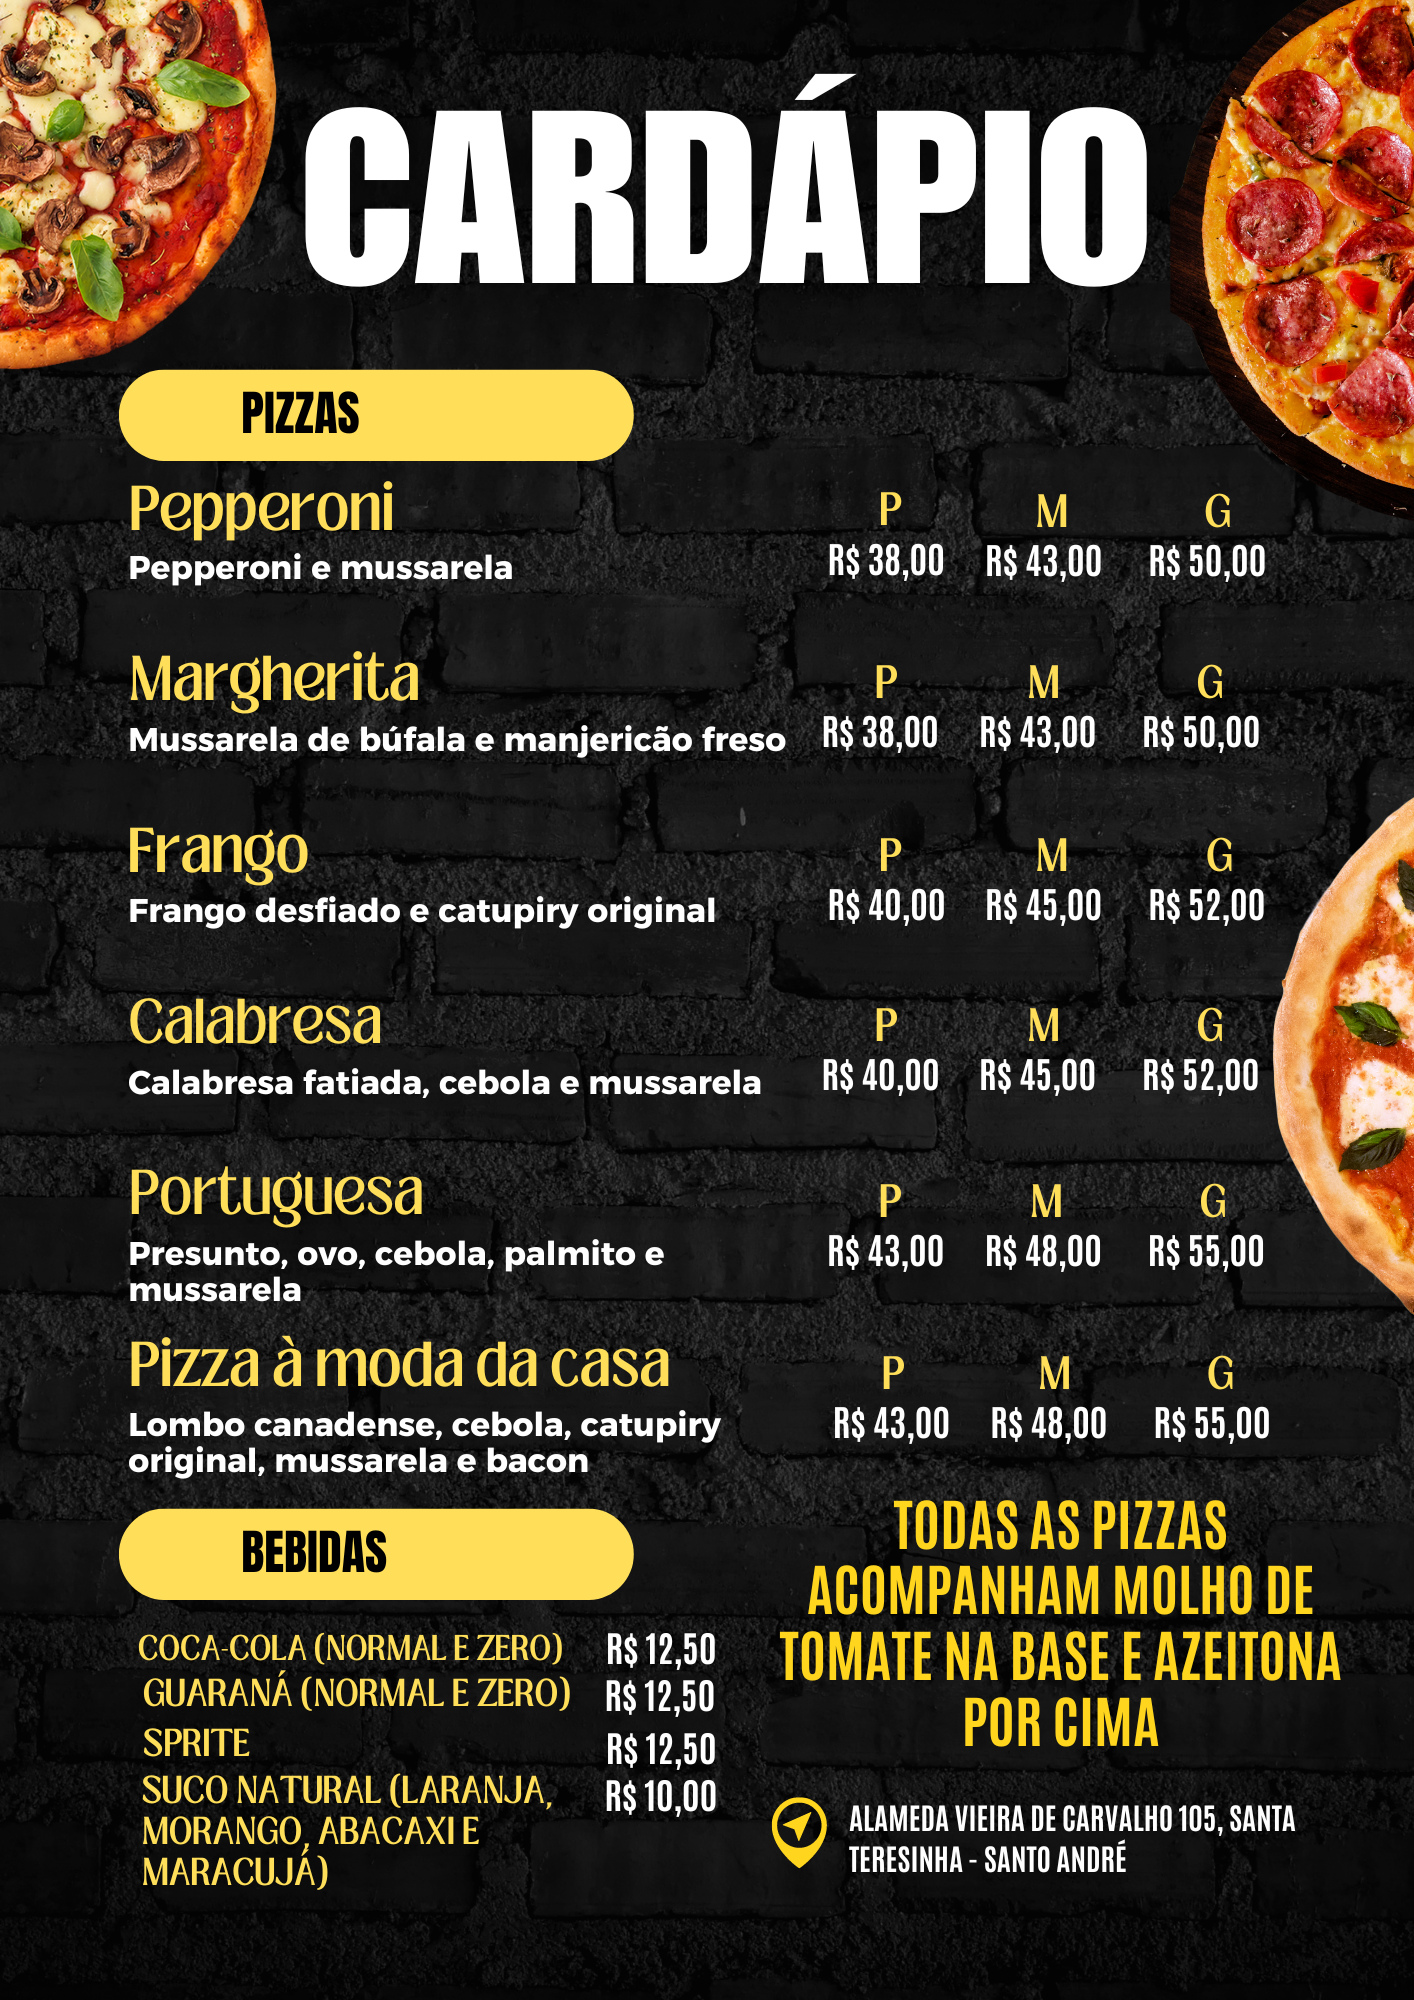 CARDÁPIO
PIZZAS
Pepperoni
Pepperoni e mussarela
P M G
R$ 38,00 R$ 43,00 R$ 50,00
Margherita
Mussarela de búfala e manjericão freso
P M G
R$ 38,00 R$ 43,00 R$ 50,00
Frango
Frango desfiado e catupiry original
P M G
R$ 40,00 R$ 45,00 R$ 52,00
Calabresa
Calabresa fatiada, cebola e mussarela
P M G
R$ 40,00 R$ 45,00 R$ 52,00
Portuguesa
Presunto, ovo, cebola, palmito e
mussarela
P M G
R$ 43,00 R$ 48,00 R$ 55,00
Pizza à moda da casa
Lombo canadense, cebola, catupiry
original, mussarela e bacon
P M G
R$ 43,00 R$ 48,00 R$ 55,00
BEBIDAS
COCA-COLA (NORMAL E ZERO) R$ 12,50
GUARANÁ (NORMAL E ZERO) R$ 12,50
SPRITE R$ 12,50
SUCO NATURAL (LARANJA, R$ 10,00
MORANGO, ABACAXI E
MARACUJÁ)
TODAS AS PIZZAS
ACOMPANHAM MOLHO DE
TOMATE NA BASE E AZEITONA
POR CIMA
ALAMEDA VIEIRA DE CARVALHO 105, SANTA
TERESINHA - SANTO ANDRÉ